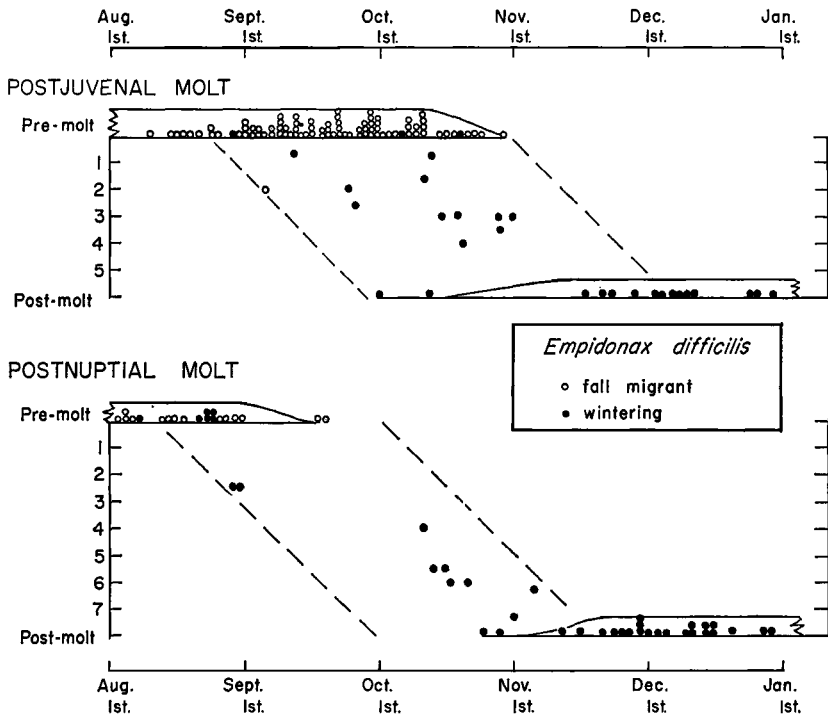 Aug. Sept. Oct. Nov. Dec. Jan.
1st. 1st. 1st. 1st. 1st. 1st.
POSTJUVENAL MOLT
Pre-molt
1
2
3
4
5
Post-molt
Empidonax difficilis
fall migrant
wintering
POSTNUPTIAL MOLT
Pre-molt
1
2
3
4
5
6
7
Post-molt
Aug. Sept. Oct. Nov. Dec. Jan.
1st. 1st. 1st. 1st. 1st. 1st.